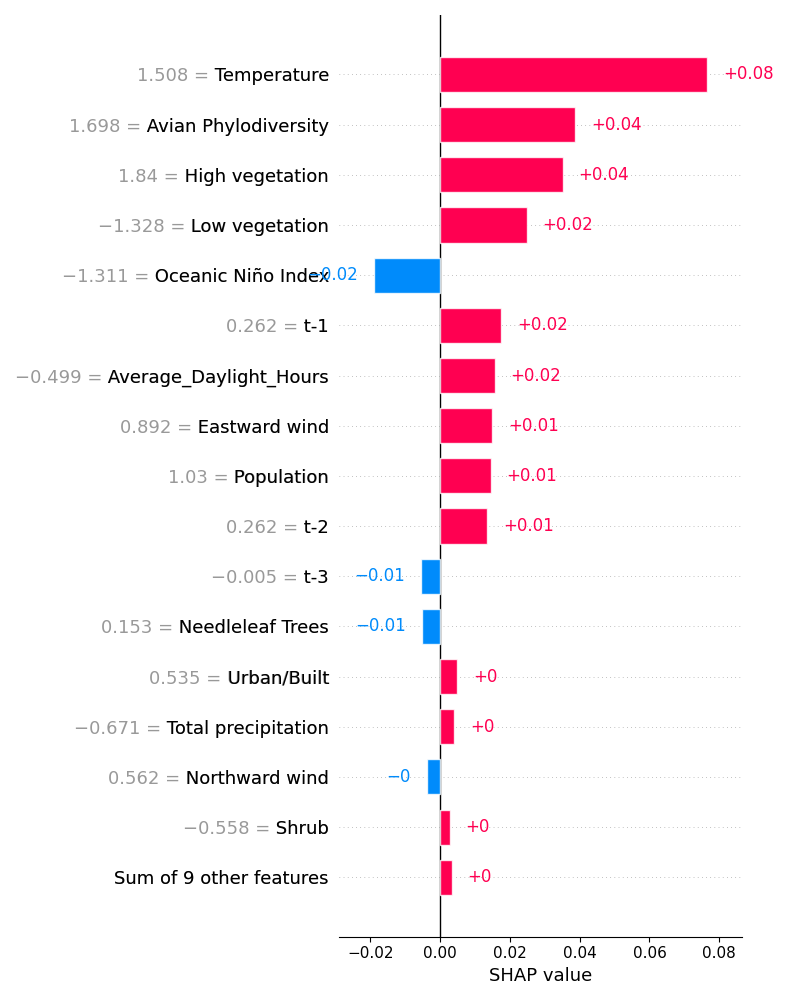 1.508 = Temperature +0.08
1.698 = Avian Phylodiversity +0.04
1.84 = High vegetation +0.04
−1.328 = Low vegetation +0.02
−1.311 = Oceanic Niño Index −0.02
0.262 = t-1 +0.02
−0.499 = Average_Daylight_Hours +0.02
0.892 = Eastward wind +0.01
1.03 = Population +0.01
0.262 = t-2 +0.01
−0.005 = t-3 −0.01
0.153 = Needleleaf Trees −0.01
0.535 = Urban/Built +0
−0.671 = Total precipitation +0
0.562 = Northward wind −0
−0.558 = Shrub +0
Sum of 9 other features +0
−0.02 0.00 0.02 0.04 0.06 0.08
SHAP value